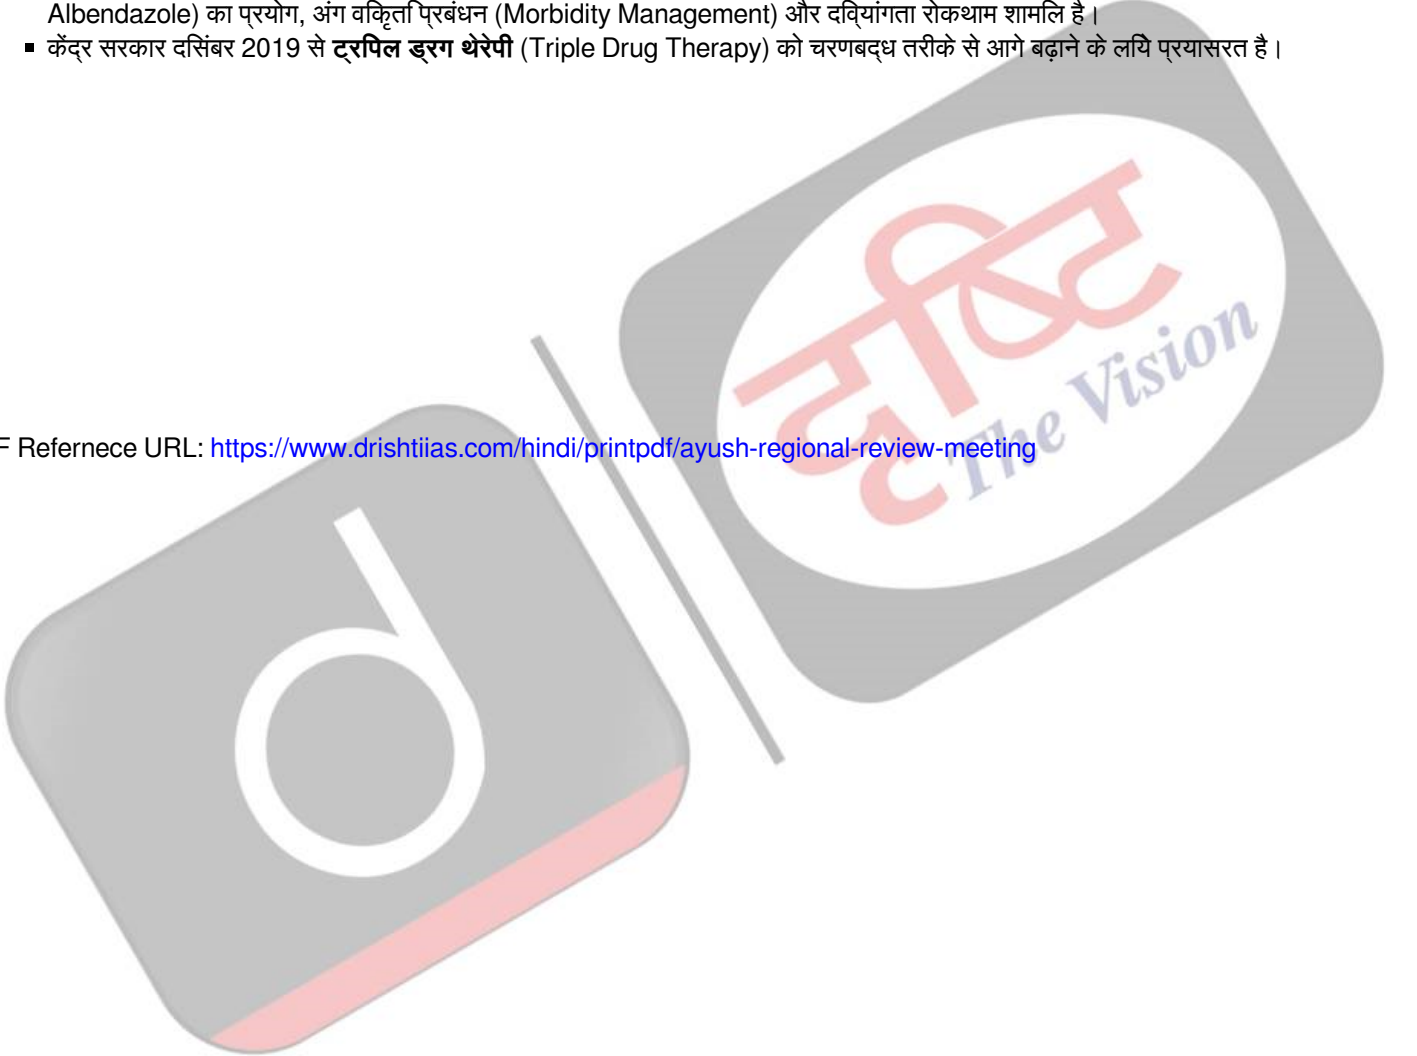 Albendazole) का प्रयोग, अंग विकृति प्रबंधन (Morbidity Management) और दिव्यांगता रोकथाम शामिल है।
▪ केंद्र सरकार दिसंबर 2019 से ट्रिपल ड्रग थेरेपी (Triple Drug Therapy) को चरणबद्ध तरीके से आगे बढ़ाने के लिये प्रयासरत है।
दृष्टि
The Vision
F Refernece URL: https://www.drishtiias.com/hindi/printpdf/ayush-regional-review-meeting
d